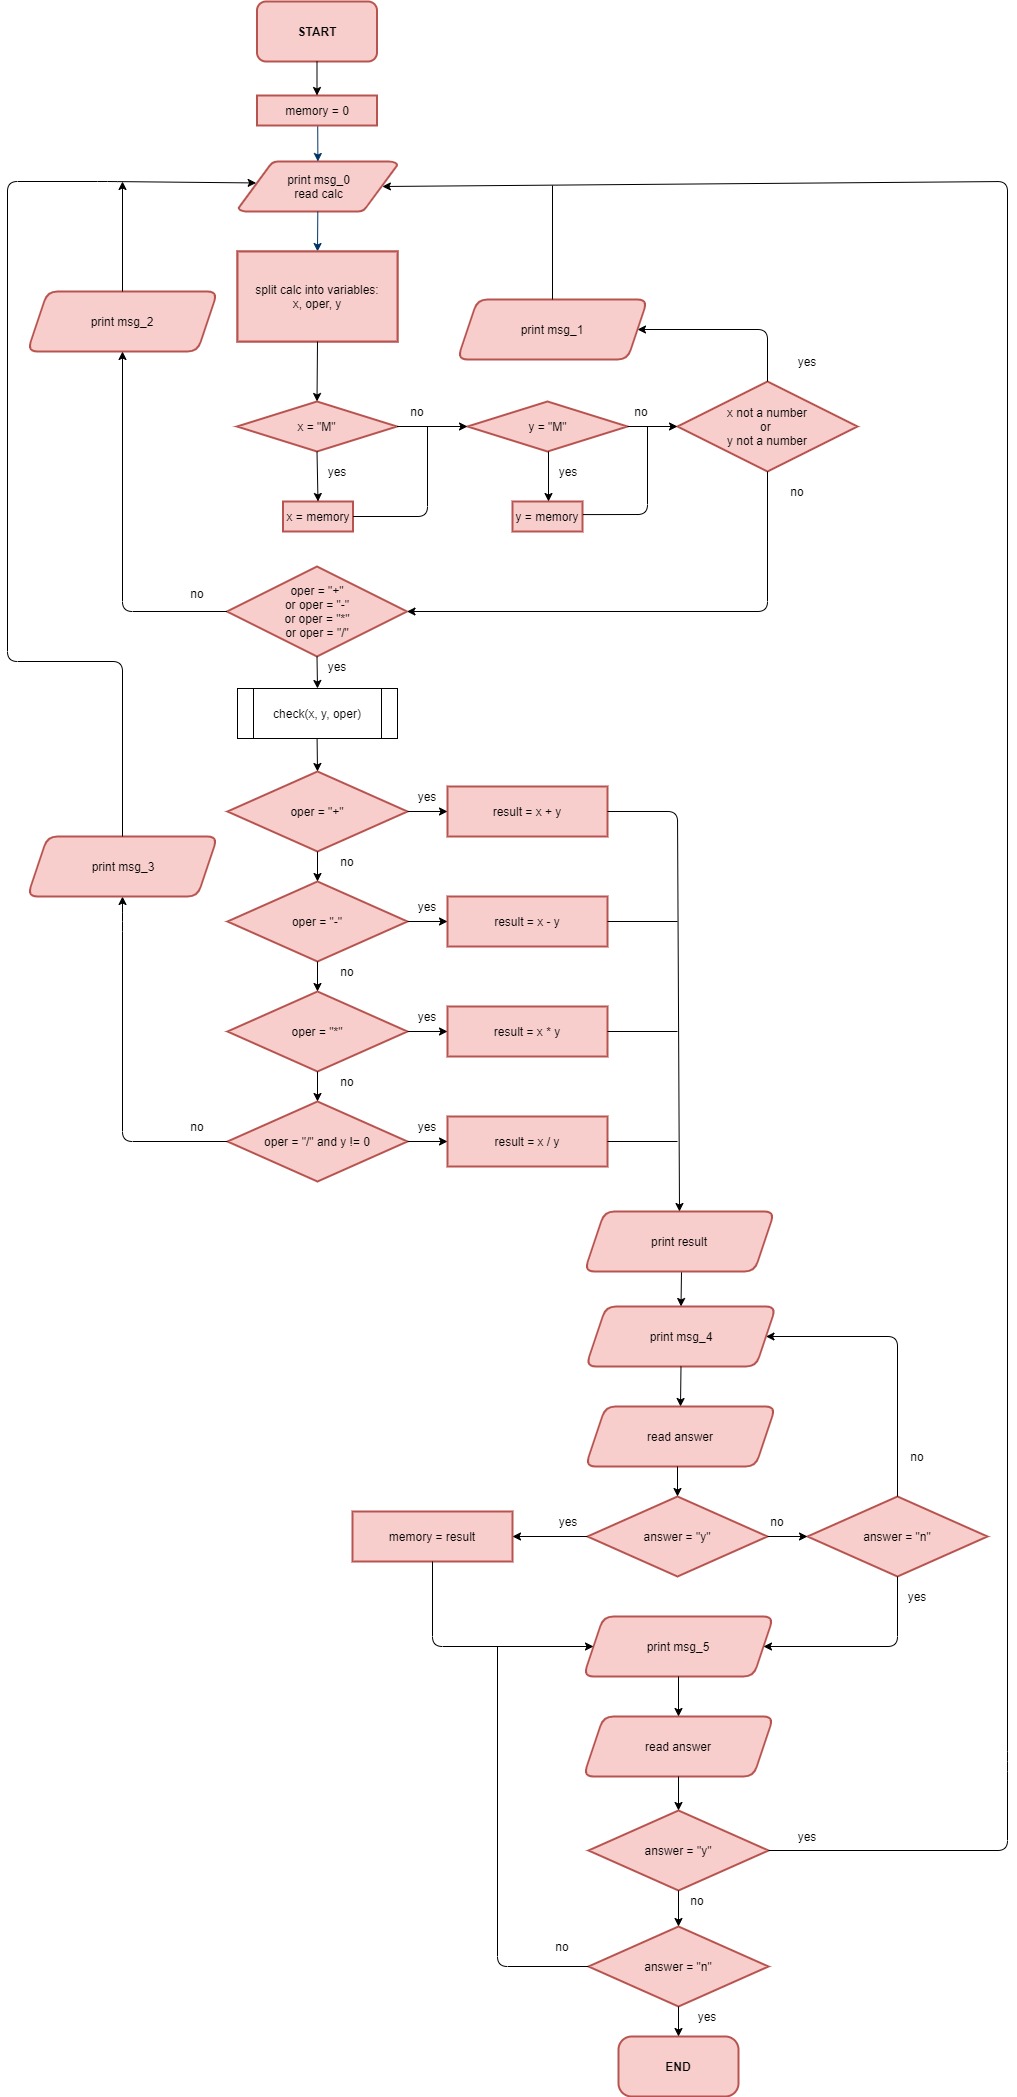 START
memory = 0
print msg_0
read calc
split calc into variables:
x, oper, y
print msg_2
print msg_1
yes
x = "M"
no
y = "M"
no
x not a number
or
y not a number
yes
yes
no
x = memory
y = memory
no
oper = "+"
or oper = "-"
or oper = "*"
or oper = "/"
yes
check(x, y, oper)
oper = "+"
yes
result = x + y
no
print msg_3
oper = "-"
yes
result = x - y
no
oper = "*"
yes
result = x * y
no
no
oper = "/" and y != 0
yes
result = x / y
print result
print msg_4
read answer
no
memory = result
yes
answer = "y"
no
answer = "n"
yes
print msg_5
read answer
answer = "y"
yes
no
no
answer = "n"
yes
END